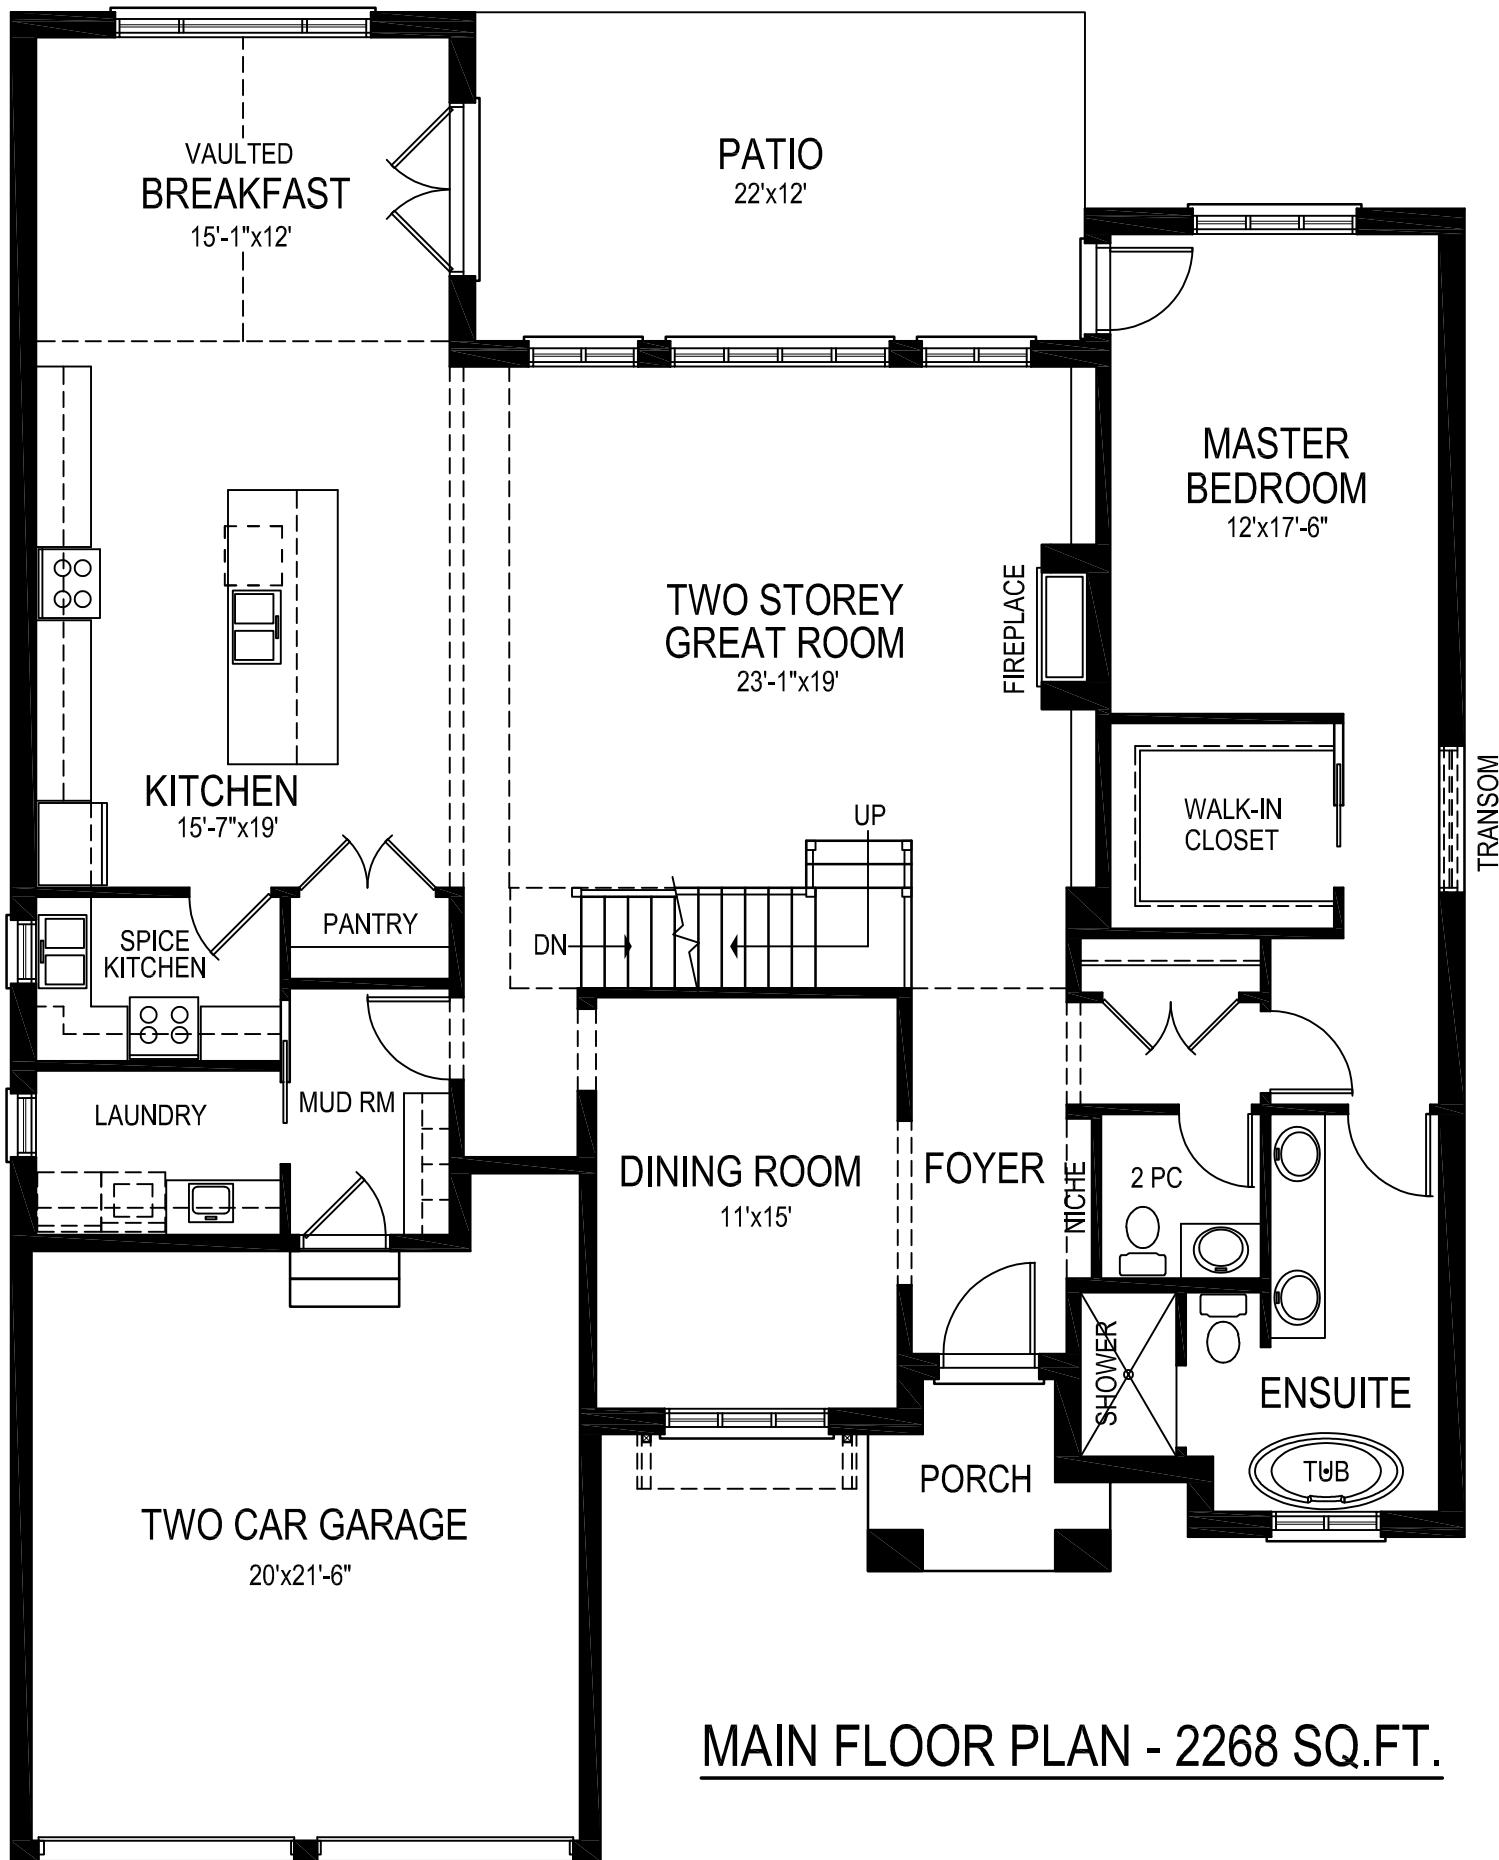 VAULTED
BREAKFAST
15'-1"x12'
PATIO
22'x12'
MASTER
BEDROOM
12'x17'-6"
TWO STOREY
GREAT ROOM
23'-1"x19'
FIREPLACE
KITCHEN
15'-7"x19'
WALK-IN
CLOSET
TRANSOM
UP
DN
PANTRY
SPICE
KITCHEN
LAUNDRY
MUD RM
DINING ROOM
11'x15'
FOYER
NICHE
2 PC
SHOWER
ENSUITE
TUB
PORCH
TWO CAR GARAGE
20'x21'-6"
MAIN FLOOR PLAN - 2268 SQ.FT.